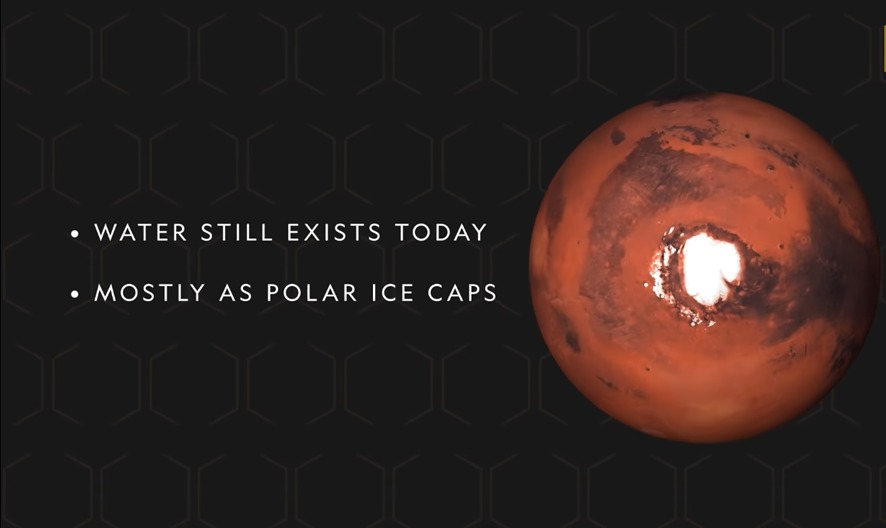 • WATER STILL EXISTS TODAY
• MOSTLY AS POLAR ICE CAPS